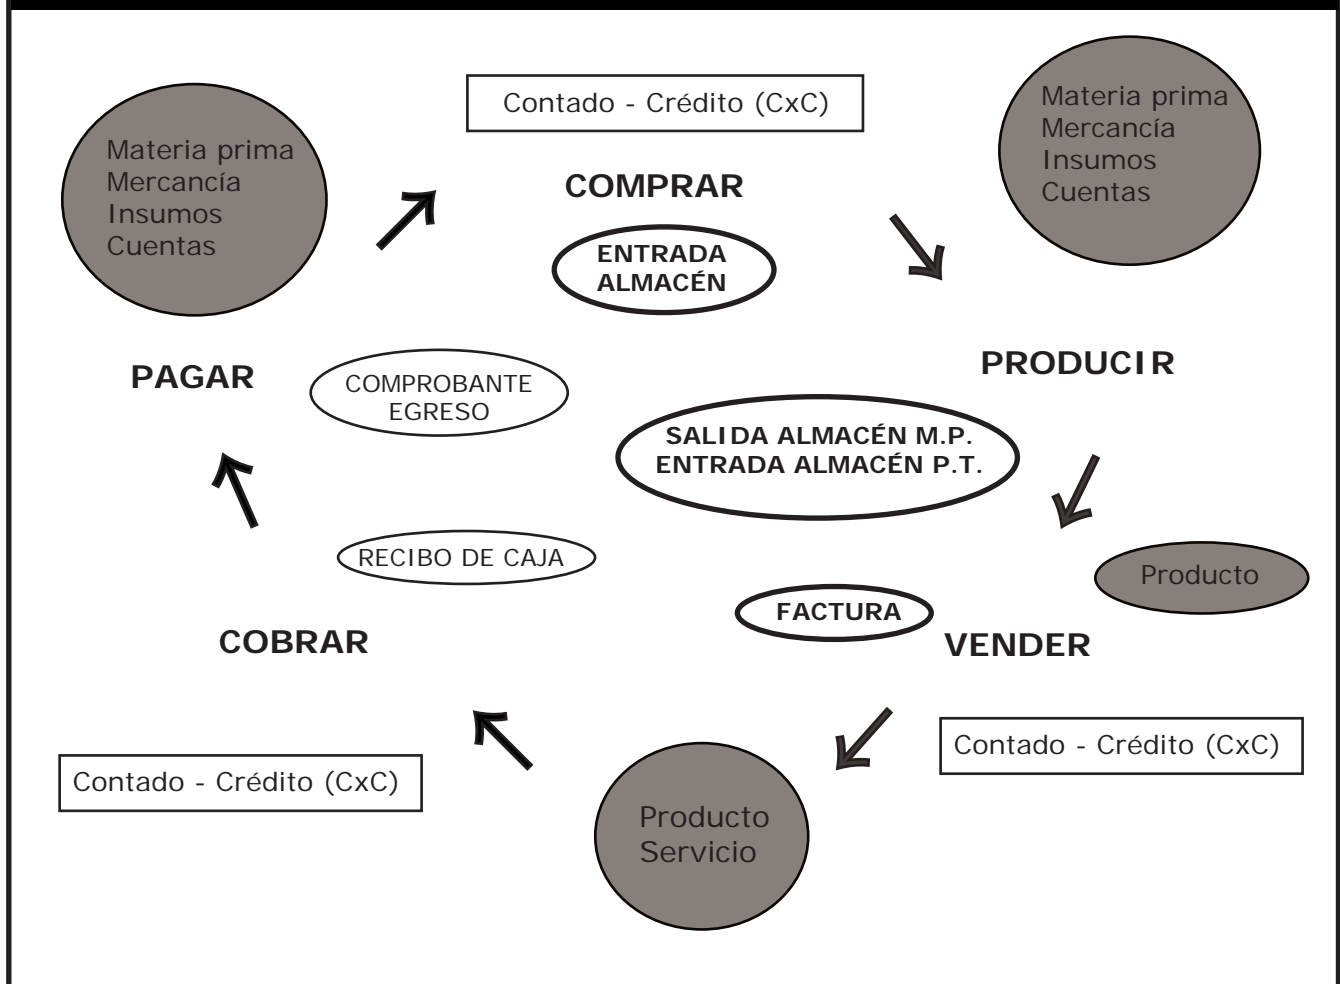 Contado - Crédito (CxC)
Materia prima
Mercancía
Insumos
Cuentas
Materia prima
Mercancía
Insumos
Cuentas
COMPRAR
ENTRADA
ALMACÉN
PAGAR
COMPROBANTE
EGRESO
PRODUCIR
SALIDA ALMACÉN M.P.
ENTRADA ALMACÉN P.T.
RECIBO DE CAJA
Producto
FACTURA
COBRAR
VENDER
Contado - Crédito (CxC)
Contado - Crédito (CxC)
Producto
Servicio